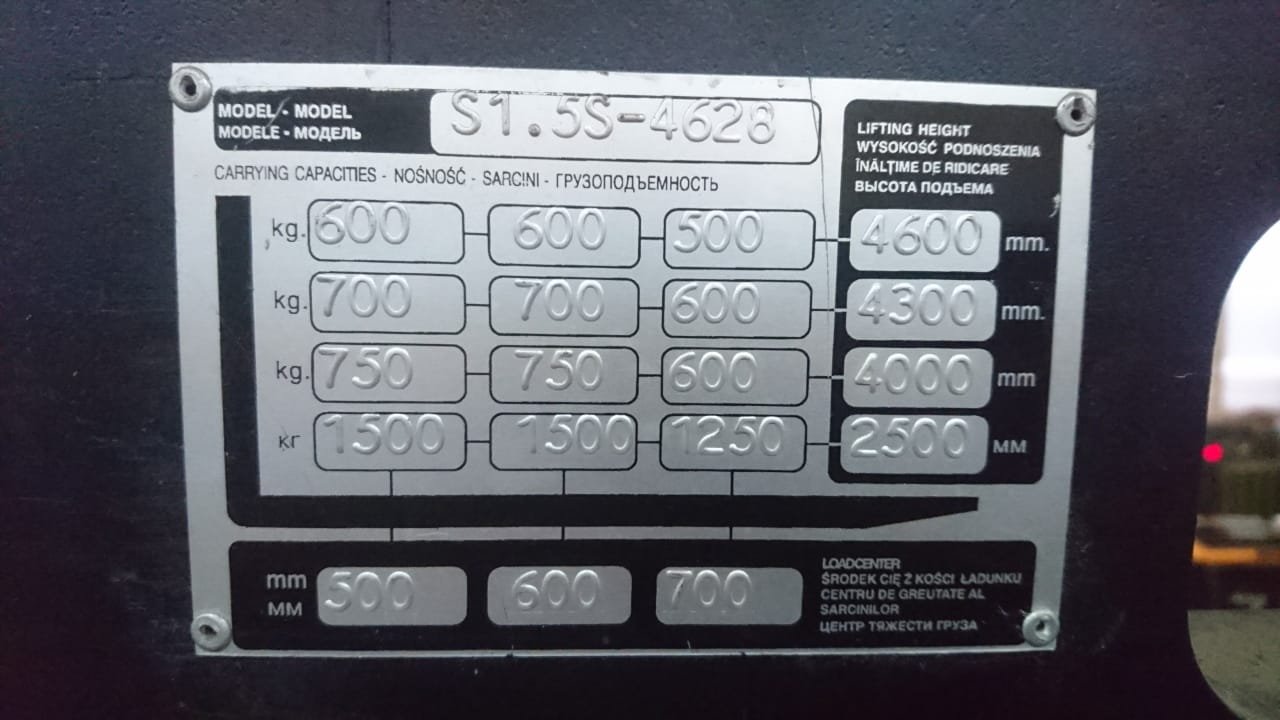 MODEL - MODEL
MODELE - МОДЕЛЬ
S1.5S-4628
CARRYING CAPACITIES - NOŚNOŚĆ - SARCINI - ГРУЗОПОДЪЕМНОСТЬ
LIFTING HEIGHT
WYSOKOŚĆ PODNOSZENIA
ÎNĂLȚIME DE RIDICARE
ВЫСОТА ПОДЪЕМА
kg. 600 600 500 4600 mm.
kg. 700 700 600 4300 mm.
kg. 750 750 600 4000 mm
кг 1500 1500 1250 2500 мм
mm
мм
500 600 700
LOADCENTER
ŚRODEK CIĘŻKOŚCI ŁADUNKU
CENTRU DE GREUTATE AL
SARCINILOR
ЦЕНТР ТЯЖЕСТИ ГРУЗА